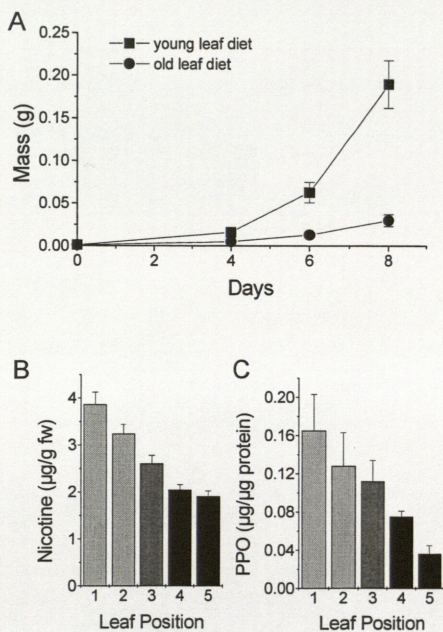 A
young leaf diet
old leaf diet
0.25
0.20
0.15
0.10
0.05
0.00
Mass (g)
0 2 4 6 8
Days
B
4
3
2
1
0
Nicotine (µg/g fw)
1 2 3 4 5
Leaf Position
C
0.20
0.16
0.12
0.08
0.04
0.00
PPO (µg/µg protein)
1 2 3 4 5
Leaf Position